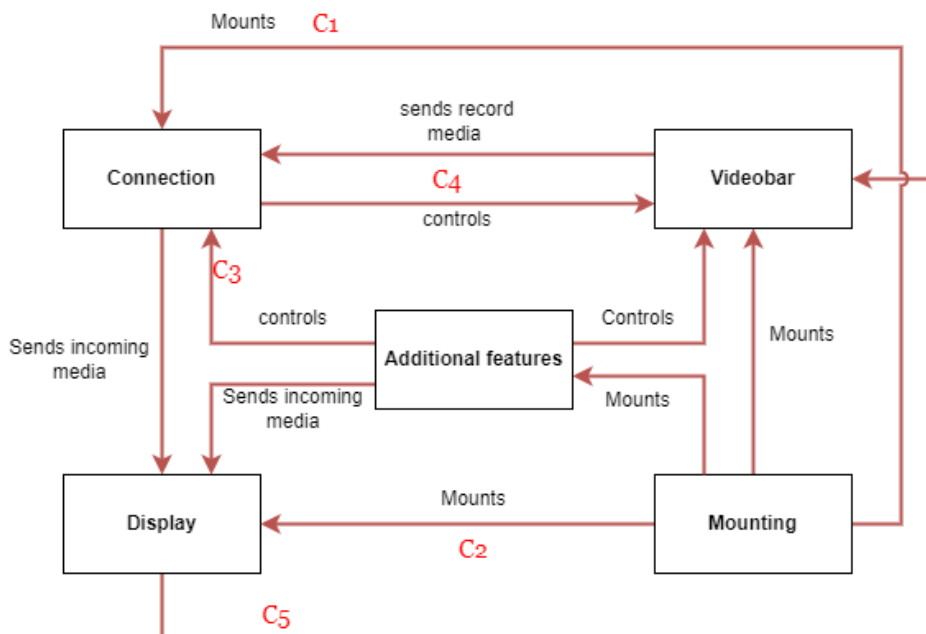 Mounts
C1
sends record
media
Connection
Videobar
C4
controls
C3
controls
Controls
Sends incoming
media
Additional features
Mounts
Sends incoming
media
Mounts
Mounts
Display
Mounting
C2
C5